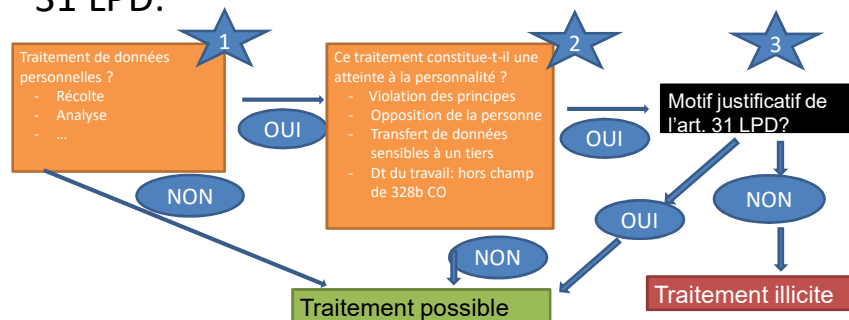 31 LPD.
1
Traitement de données
personnelles ?
- Récolte
- Analyse
- ...
OUI
NON
2
Ce traitement constitue-t-il une
atteinte à la personnalité ?
- Violation des principes
- Opposition de la personne
- Transfert de données
sensibles à un tiers
- Dt du travail: hors champ
de 328b CO
OUI
NON
3
Motif justificatif de
l'art. 31 LPD?
OUI
NON
Traitement possible
Traitement illicite